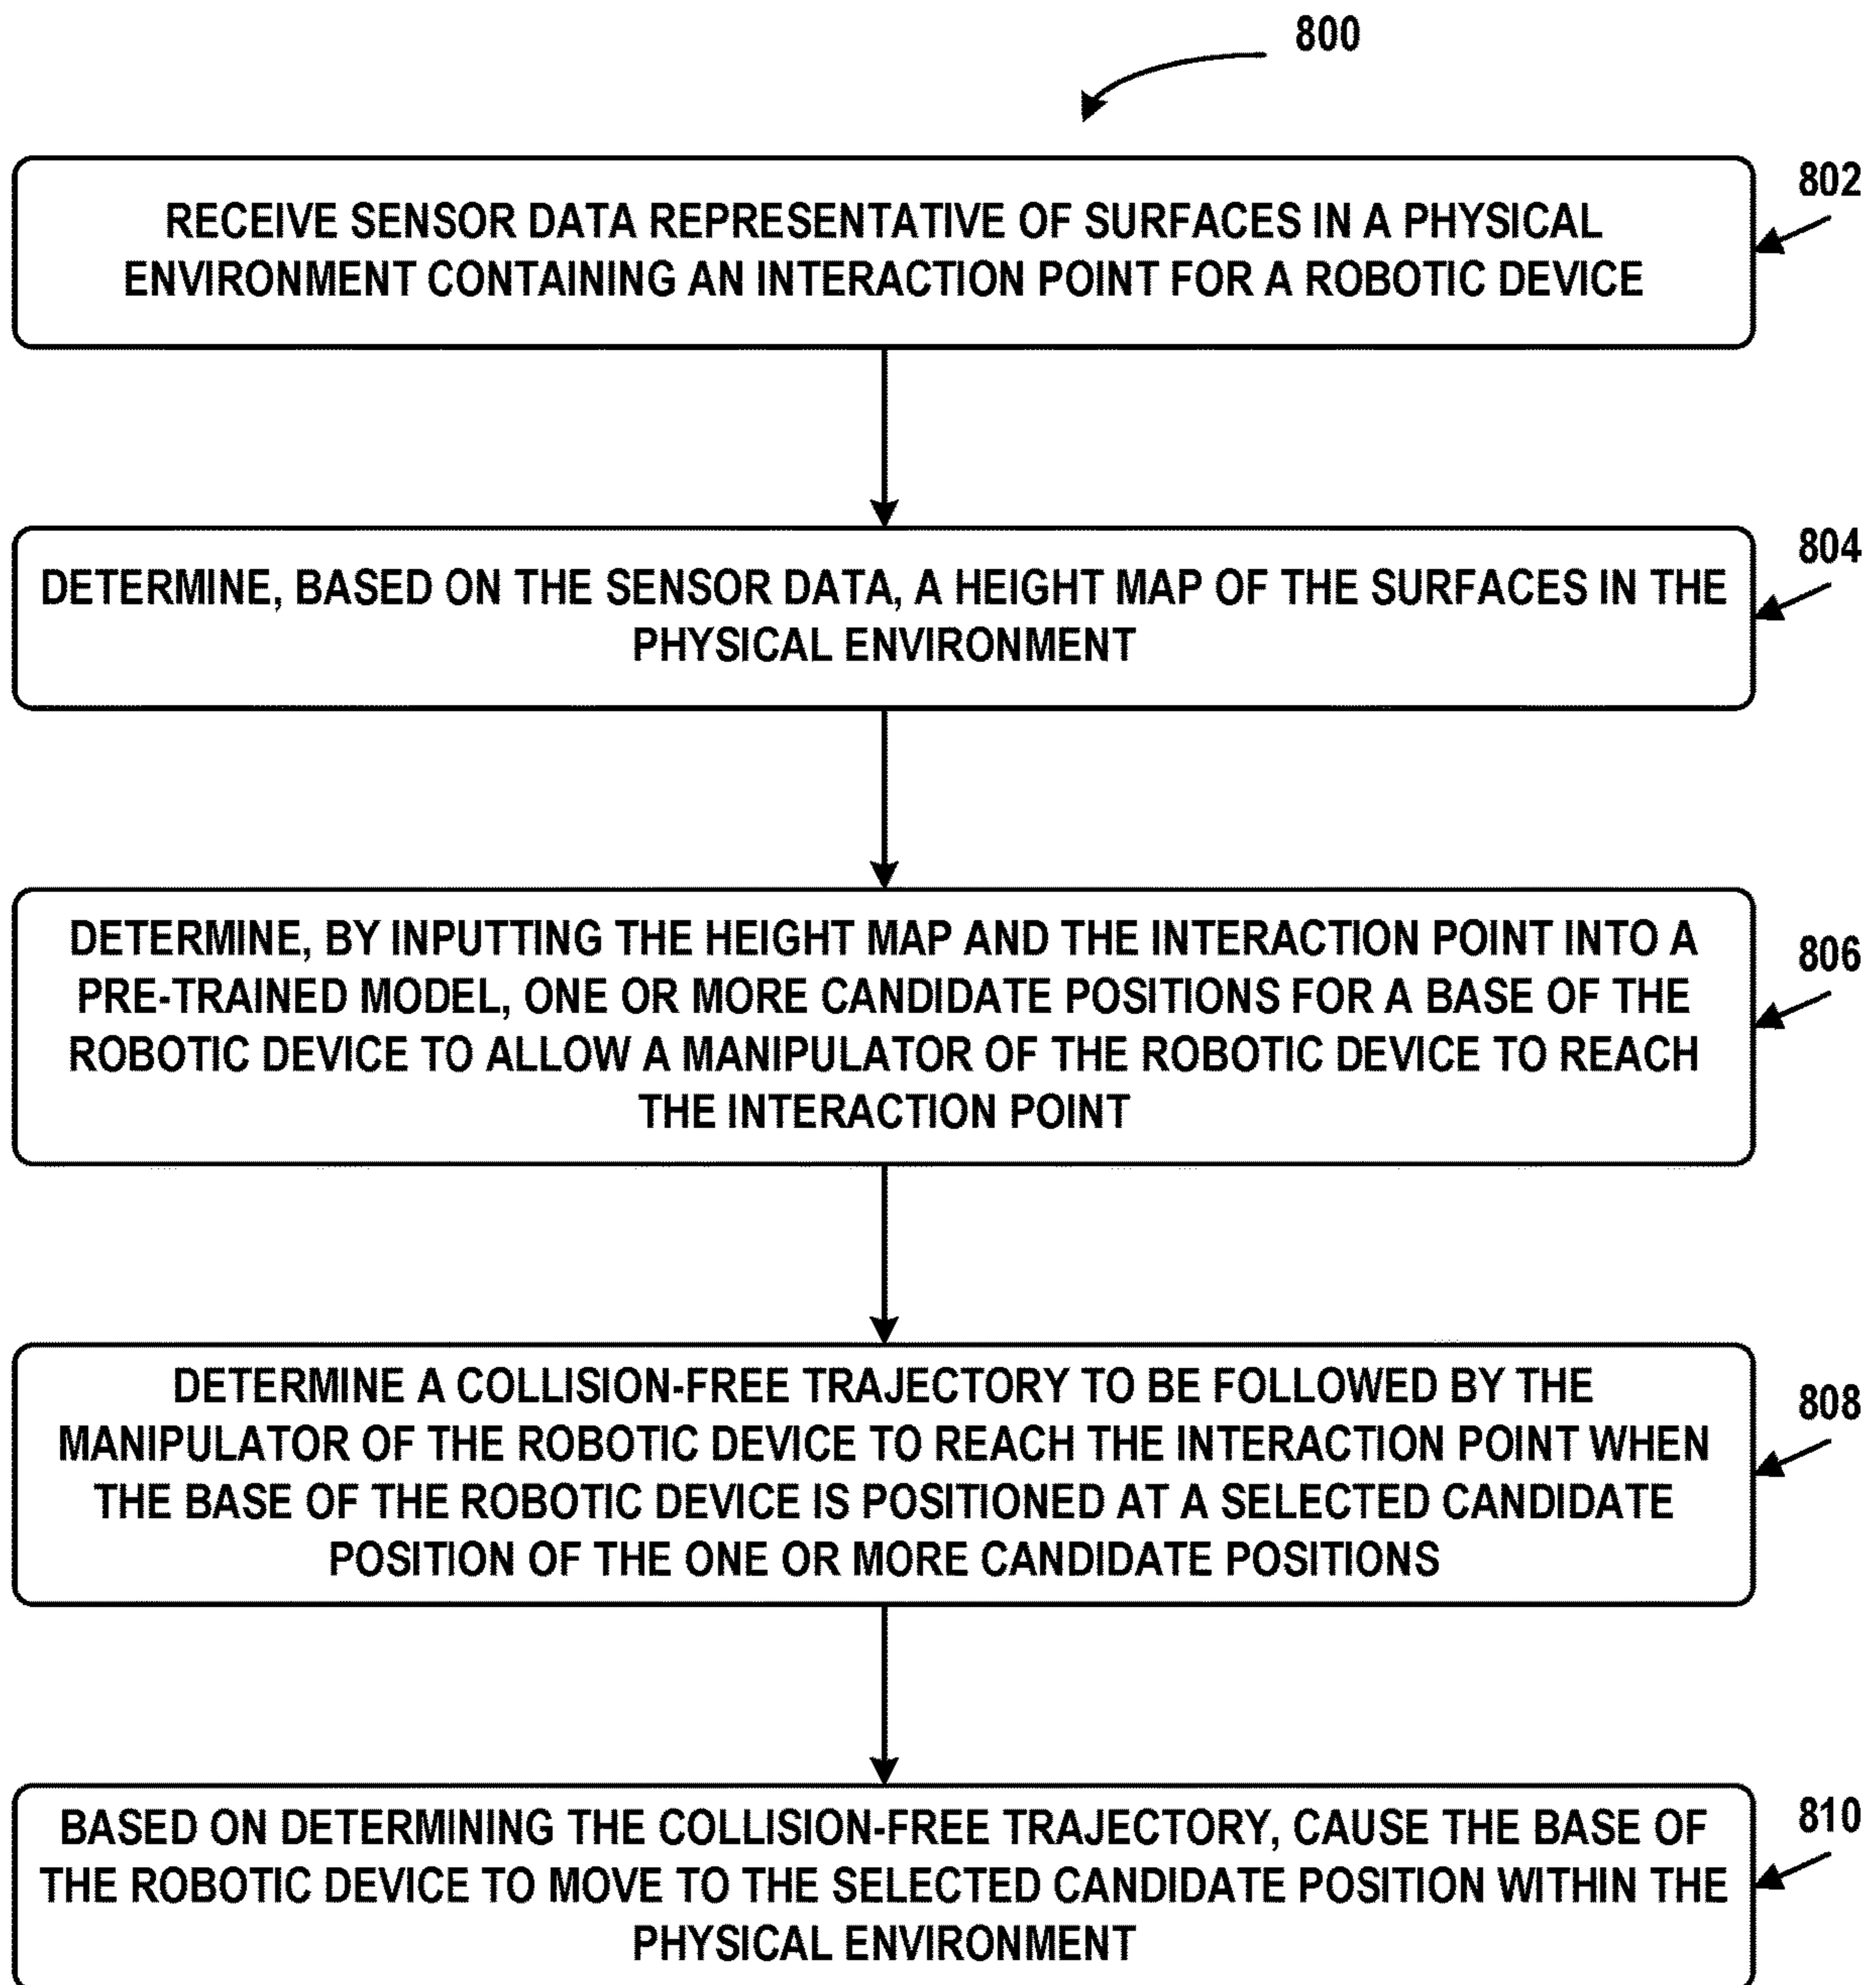 800
802
RECEIVE SENSOR DATA REPRESENTATIVE OF SURFACES IN A PHYSICAL
ENVIRONMENT CONTAINING AN INTERACTION POINT FOR A ROBOTIC DEVICE
804
DETERMINE, BASED ON THE SENSOR DATA, A HEIGHT MAP OF THE SURFACES IN THE
PHYSICAL ENVIRONMENT
806
DETERMINE, BY INPUTTING THE HEIGHT MAP AND THE INTERACTION POINT INTO A
PRE-TRAINED MODEL, ONE OR MORE CANDIDATE POSITIONS FOR A BASE OF THE
ROBOTIC DEVICE TO ALLOW A MANIPULATOR OF THE ROBOTIC DEVICE TO REACH
THE INTERACTION POINT
808
DETERMINE A COLLISION-FREE TRAJECTORY TO BE FOLLOWED BY THE
MANIPULATOR OF THE ROBOTIC DEVICE TO REACH THE INTERACTION POINT WHEN
THE BASE OF THE ROBOTIC DEVICE IS POSITIONED AT A SELECTED CANDIDATE
POSITION OF THE ONE OR MORE CANDIDATE POSITIONS
810
BASED ON DETERMINING THE COLLISION-FREE TRAJECTORY, CAUSE THE BASE OF
THE ROBOTIC DEVICE TO MOVE TO THE SELECTED CANDIDATE POSITION WITHIN THE
PHYSICAL ENVIRONMENT